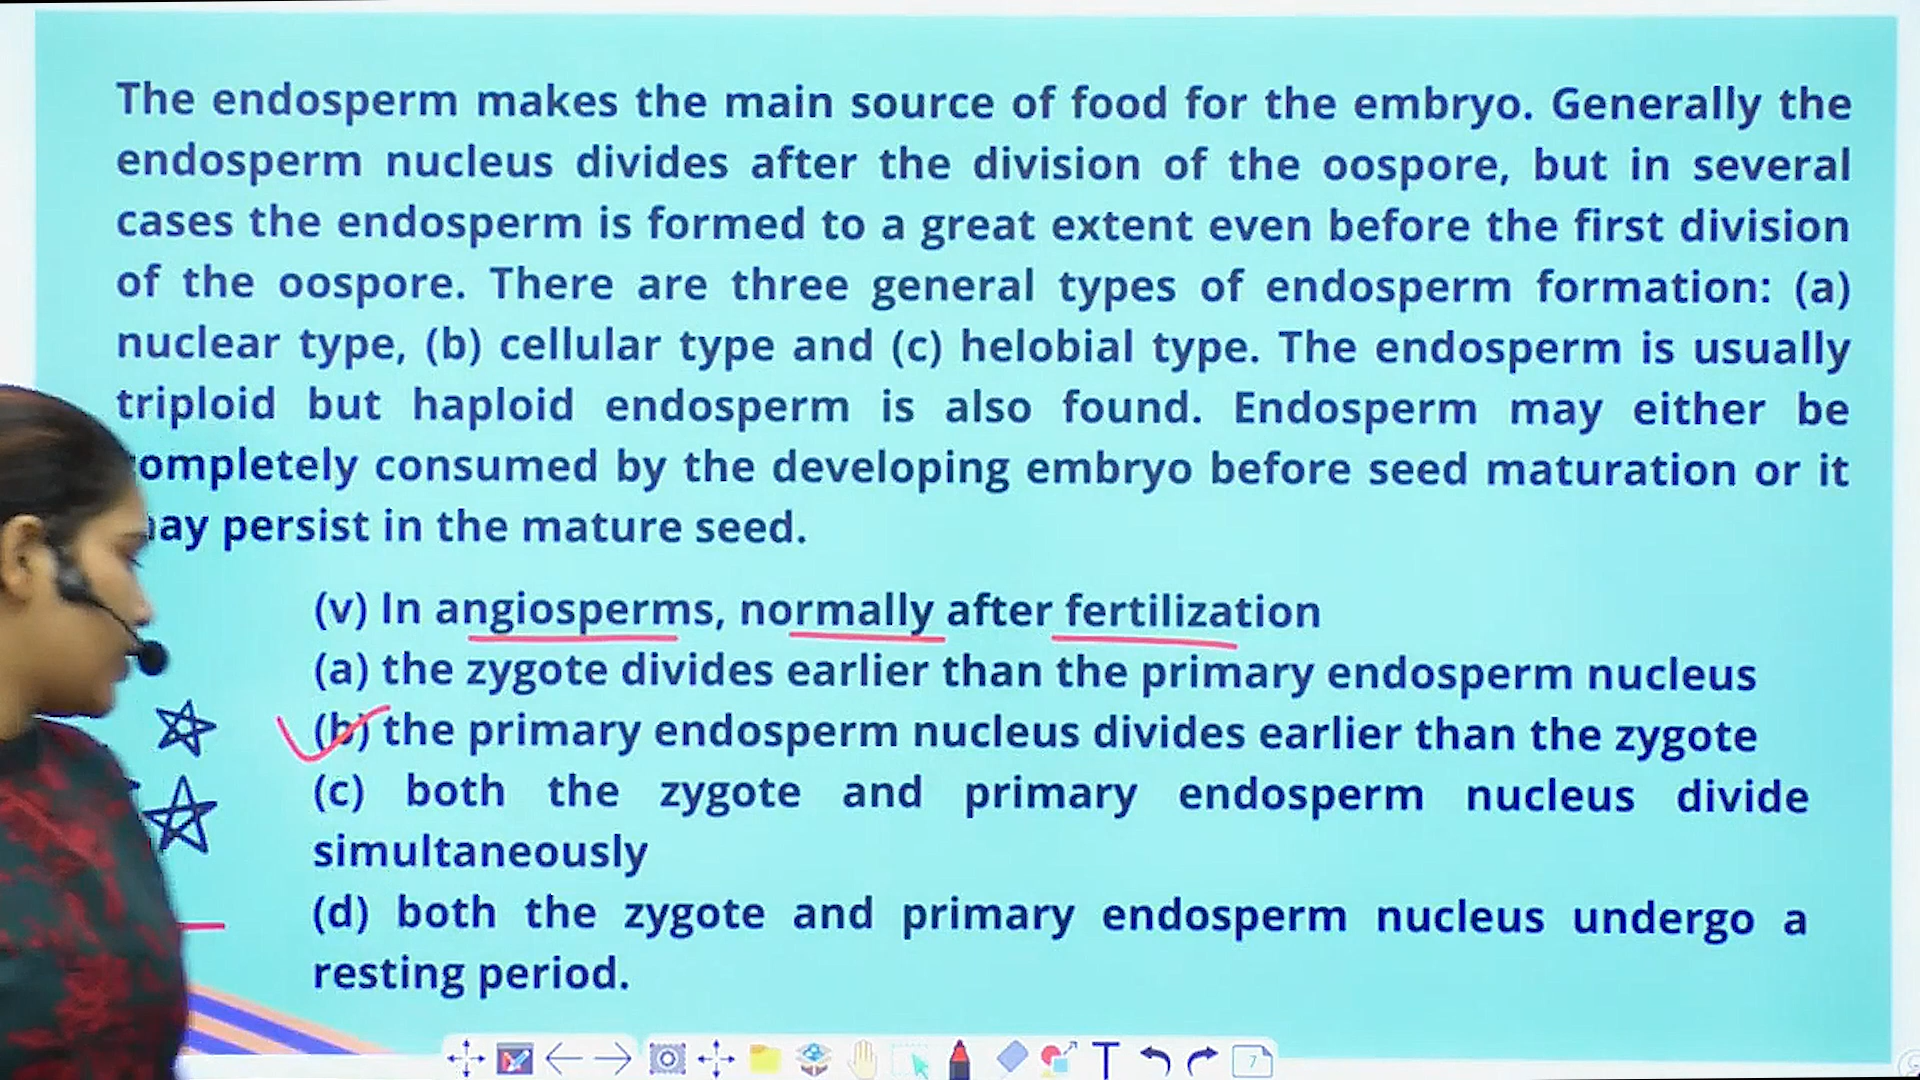 The endosperm makes the main source of food for the embryo. Generally the
endosperm nucleus divides after the division of the oospore, but in several
cases the endosperm is formed to a great extent even before the first division
of the oospore. There are three general types of endosperm formation: (a)
nuclear type, (b) cellular type and (c) helobial type. The endosperm is usually
triploid but haploid endosperm is also found. Endosperm may either be
ompletely consumed by the developing embryo before seed maturation or it
ay persist in the mature seed.
(v) In angiosperms, normally after fertilization
(a) the zygote divides earlier than the primary endosperm nucleus
(b) the primary endosperm nucleus divides earlier than the zygote
(c) both the zygote and primary endosperm nucleus divide
simultaneously
(d) both the zygote and primary endosperm nucleus undergo a
resting period.
T
7